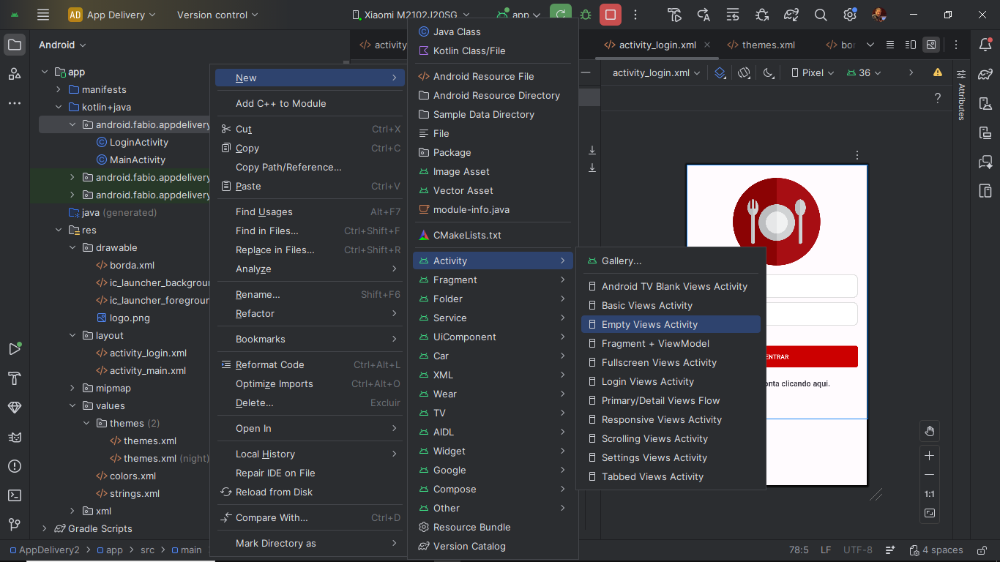 AD App Delivery
Version control
Xiaomi M2102J20SG
app
Android
activity
activity_login.xml
themes.xml
app
manifests
kotlin+java
android.fabio.appdelivery
LoginActivity
MainActivity
android.fabio.appdelivery
android.fabio.appdelivery
java (generated)
res
drawable
borda.xml
ic_launcher_backgrour
ic_launcher_foregroun
logo.png
layout
activity_login.xml
activity_main.xml
mipmap
values
themes (2)
themes.xml
themes.xml (night)
colors.xml
strings.xml
xml
Gradle Scripts
New
Add C++ to Module
Cut Ctrl+X
Copy Ctrl+C
Copy Path/Reference...
Paste Ctrl+V
Find Usages Alt+F7
Find in Files... Ctrl+Shift+F
Replace in Files... Ctrl+Shift+R
Analyze
Rename... Shift+F6
Refactor
Bookmarks
Reformat Code Ctrl+Alt+L
Optimize Imports Ctrl+Alt+O
Delete... Excluir
Open In
Local History
Repair IDE on File
Reload from Disk
Compare With... Ctrl+D
Mark Directory as
Java Class
Kotlin Class/File
Android Resource File
Android Resource Directory
Sample Data Directory
File
Package
Image Asset
Vector Asset
module-info.java
CMakeLists.txt
Activity
Fragment
Folder
Service
UiComponent
Car
XML
Wear
TV
AIDL
Widget
Google
Compose
Other
Resource Bundle
Version Catalog
Gallery...
Android TV Blank Views Activity
Basic Views Activity
Empty Views Activity
Fragment + ViewModel
Fullscreen Views Activity
Login Views Activity
Primary/Detail Views Flow
Responsive Views Activity
Scrolling Views Activity
Settings Views Activity
Tabbed Views Activity
activity_login.xml
Pixel
36
?
Attributes
ENTRAR
onta clicando aqui.
1:1
AppDelivery2 > app > src > main
78:5 LF UTF-8 4 spaces